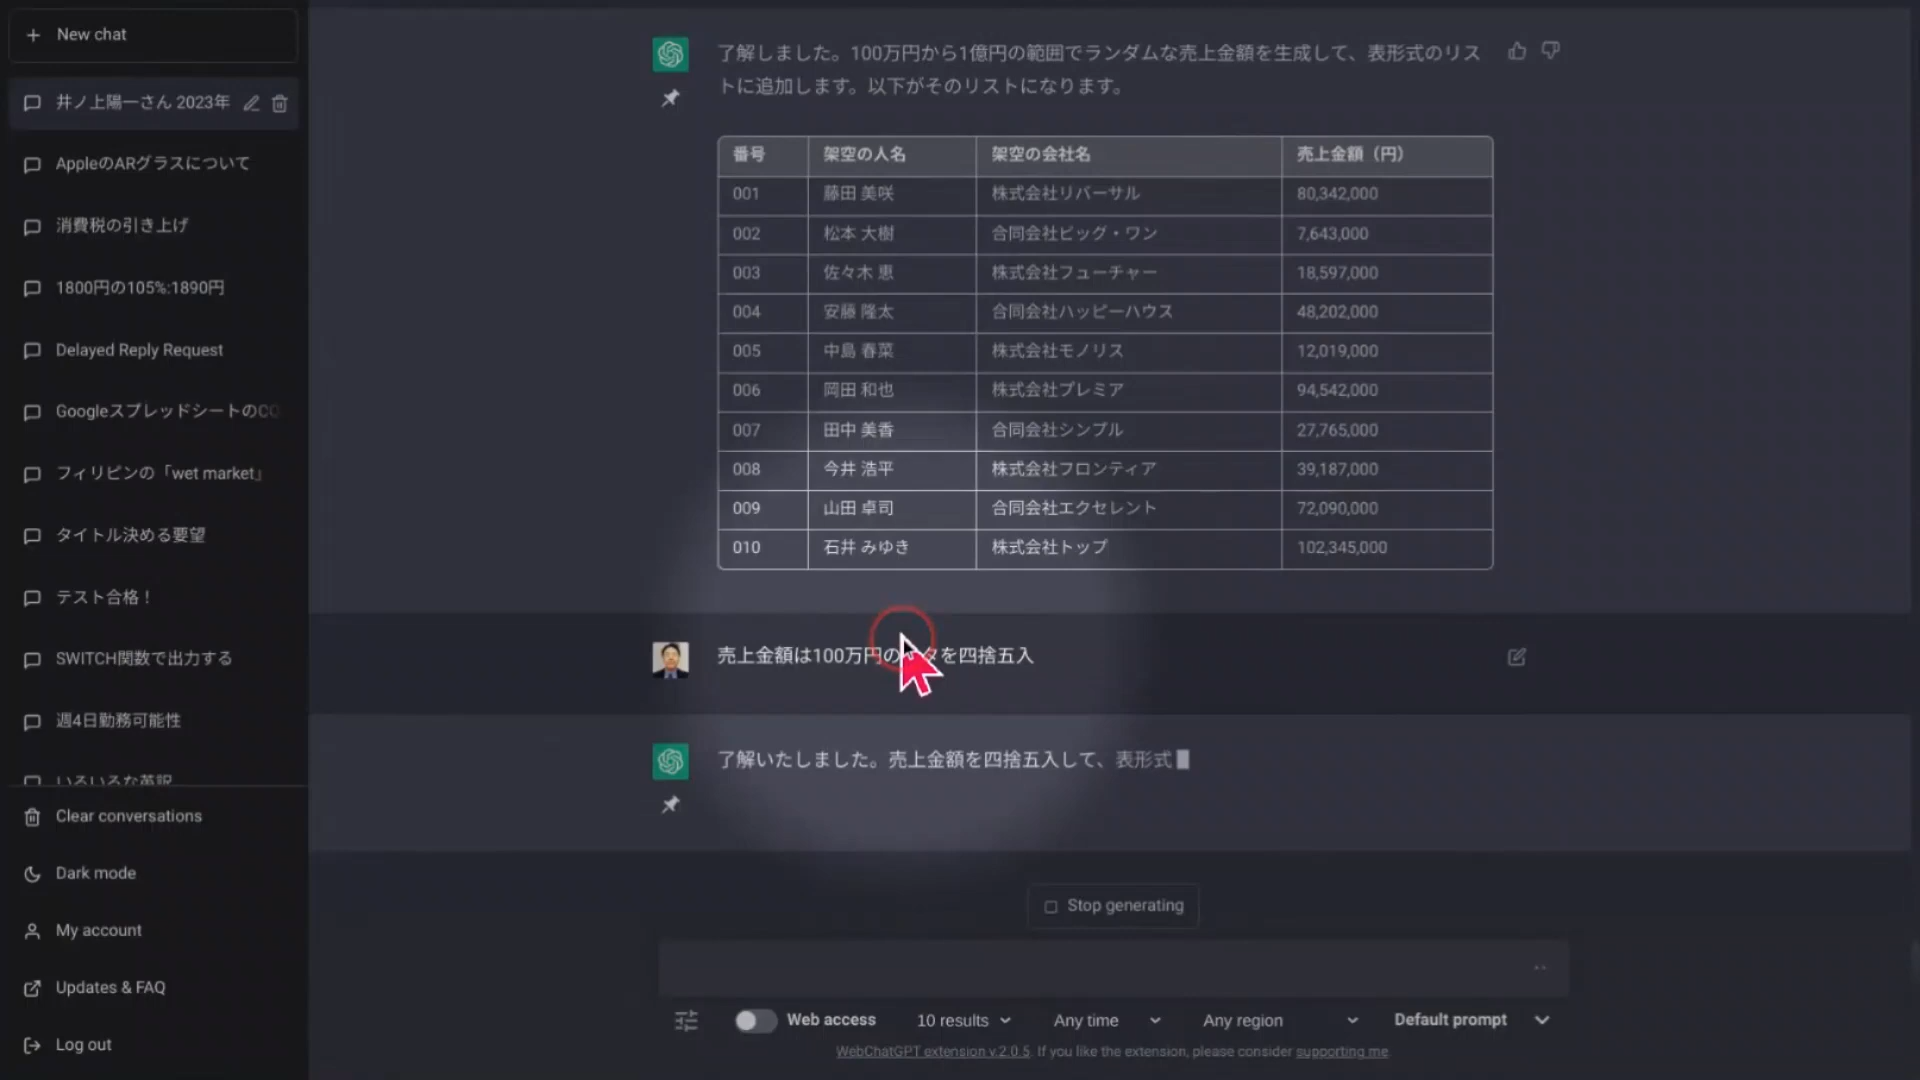 New chat
井ノ上陽一さん 2023年
AppleのARグラスについて
消費税の引き上げ
1800円の105%:1890円
Delayed Reply Request
GoogleスプレッドシートのCO
フィリピンの「wet market」
タイトル決める要望
テスト合格！
SWITCH関数で出力する
週4日勤務可能性
いろいろな英訳
Clear conversations
Dark mode
My account
Updates & FAQ
Log out
了解しました。100万円から1億円の範囲でランダムな売上金額を生成して、表形式のリス
トに追加します。以下がそのリストになります。
番号 架空の人名 架空の会社名 売上金額（円）
001 藤田 美咲 株式会社リバーサル 80,342,000
002 松本 大樹 合同会社ビッグ・ワン 7,643,000
003 佐々木 恵 株式会社フューチャー 18,597,000
004 安藤 隆太 合同会社ハッピーハウス 48,202,000
005 中島 春菜 株式会社モノリス 12,019,000
006 岡田 和也 株式会社プレミア 94,542,000
007 田中 美香 合同会社シンプル 27,765,000
008 今井 浩平 株式会社フロンティア 39,187,000
009 山田 卓司 合同会社エクセレント 72,090,000
010 石井 みゆき 株式会社トップ 102,345,000
売上金額は100万円の タを四捨五入
了解いたしました。売上金額を四捨五入して、表形式
Stop generating
Web access 10 results Any time Any region Default prompt
WebChatGPT extension v.2.0.5. If you like the extension, please consider supporting me.